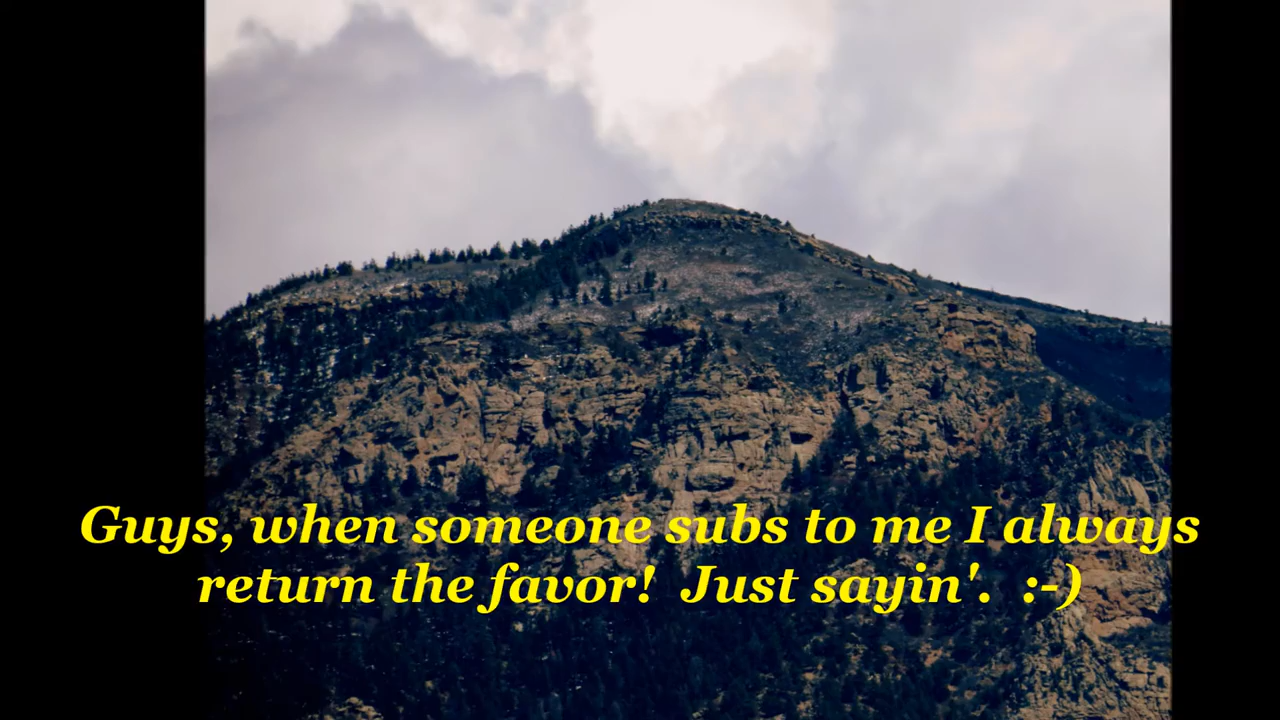 Guys, when someone subs to me I always
return the favor!  Just sayin'.  :-)